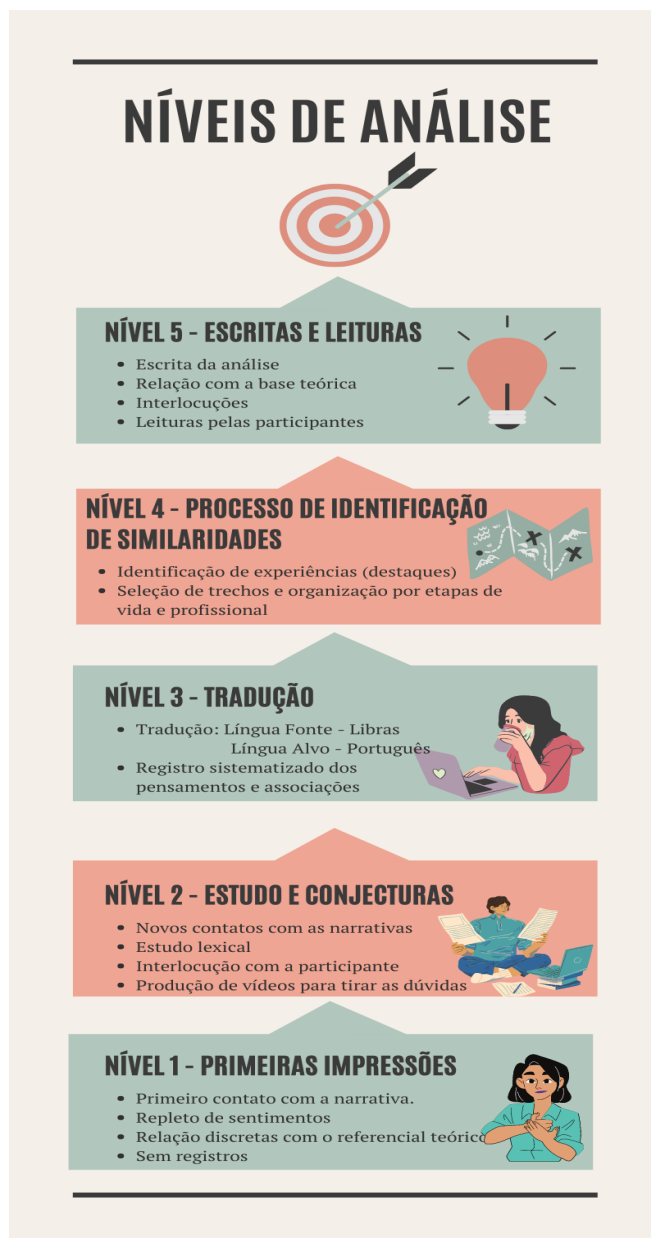 NÍVEIS DE ANÁLISE
NÍVEL 5 - ESCRITAS E LEITURAS
• Escrita da análise
• Relação com a base teórica
• Interlocuções
• Leituras pelas participantes
NÍVEL 4 - PROCESSO DE IDENTIFICAÇÃO
DE SIMILARIDADES
• Identificação de experiências (destaques)
• Seleção de trechos e organização por etapas de
vida e profissional
NÍVEL 3 - TRADUÇÃO
• Tradução: Língua Fonte - Libras
Língua Alvo - Português
• Registro sistematizado dos
pensamentos e associações
NÍVEL 2 - ESTUDO E CONJECTURAS
• Novos contatos com as narrativas
• Estudo lexical
• Interlocução com a participante
• Produção de vídeos para tirar as dúvidas
NÍVEL 1 - PRIMEIRAS IMPRESSÕES
• Primeiro contato com a narrativa.
• Repleto de sentimentos
• Relação discretas com o referencial teórico
• Sem registros